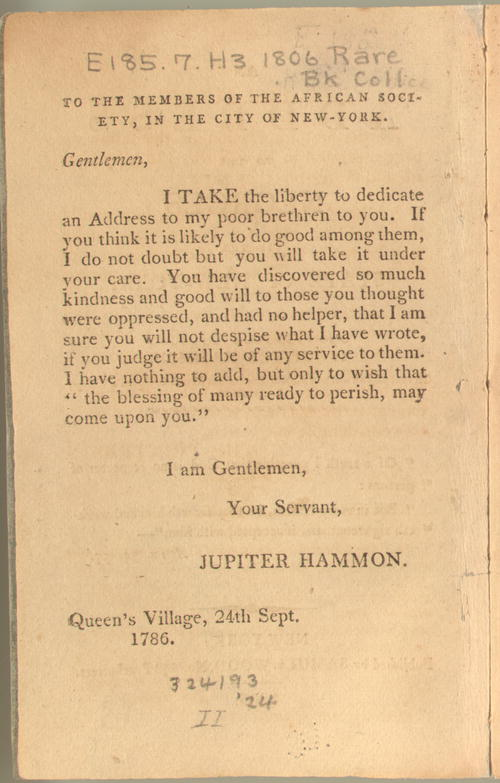 E185.7.H3 1806 Rare
Bk Coll
TO THE MEMBERS OF THE AFRICAN SOCI-
ETY, IN THE CITY OF NEW-YORK.
Gentlemen,
I TAKE the liberty to dedicate
an Address to my poor brethren to you. If
you think it is likely to do good among them,
I do not doubt but you will take it under
your care. You have discovered so much
kindness and good will to those you thought
were oppressed, and had no helper, that I am
sure you will not despise what I have wrote,
if you judge it will be of any service to them.
I have nothing to add, but only to wish that
“ the blessing of many ready to perish, may
come upon you.”
I am Gentlemen,
Your Servant,
JUPITER HAMMON.
Queen's Village, 24th Sept.
1786.
324193
'24
II